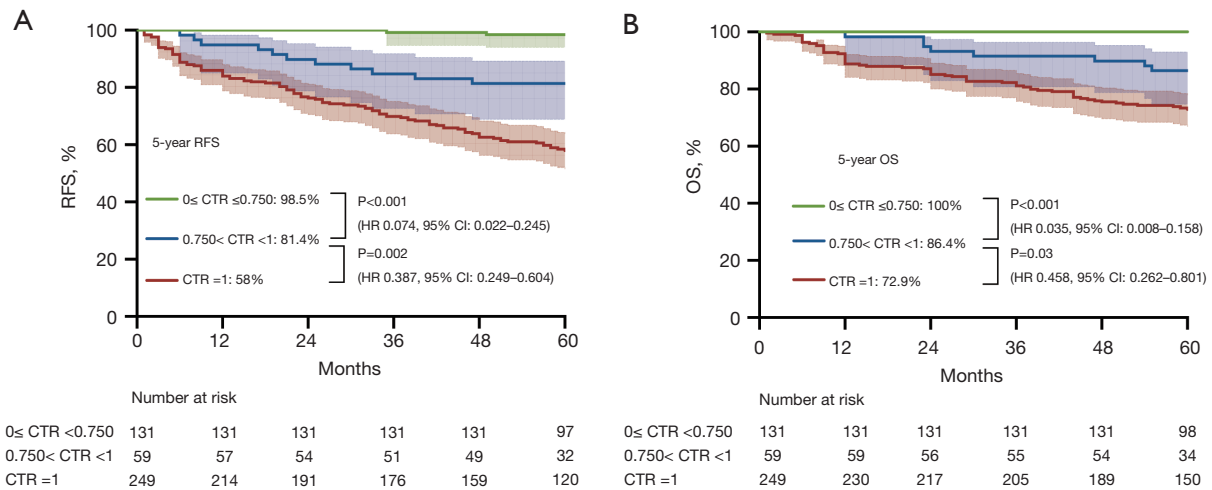 A
100
80
60
40
20
0
RFS, %
5-year RFS
0≤ CTR ≤0.750: 98.5%
0.750< CTR <1: 81.4%
CTR =1: 58%
P<0.001
(HR 0.074, 95% CI: 0.022–0.245)
P=0.002
(HR 0.387, 95% CI: 0.249–0.604)
0 12 24 36 48 60
Months
Number at risk
0≤ CTR <0.750 131 131 131 131 131 97
0.750< CTR <1 59 57 54 51 49 32
CTR =1 249 214 191 176 159 120
B
100
80
60
40
20
0
OS, %
5-year OS
0≤ CTR ≤0.750: 100%
0.750< CTR <1: 86.4%
CTR =1: 72.9%
P<0.001
(HR 0.035, 95% CI: 0.008–0.158)
P=0.03
(HR 0.458, 95% CI: 0.262–0.801)
0 12 24 36 48 60
Months
Number at risk
0≤ CTR <0.750 131 131 131 131 131 98
0.750< CTR <1 59 59 56 55 54 34
CTR =1 249 230 217 205 189 150